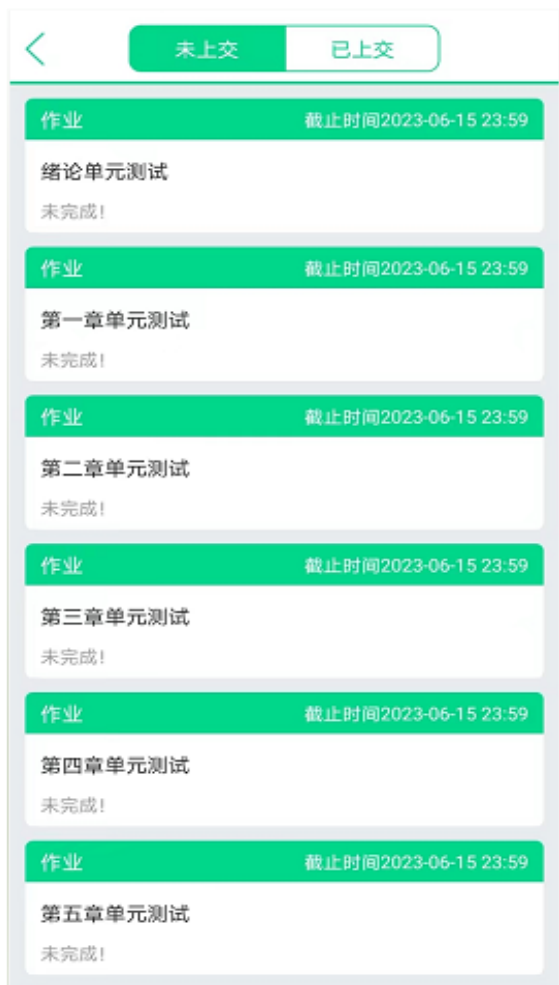 未上交 已上交
作业 截止时间2023-06-15 23:59
绪论单元测试
未完成!
作业 截止时间2023-06-15 23:59
第一章单元测试
未完成!
作业 截止时间2023-06-15 23:59
第二章单元测试
未完成!
作业 截止时间2023-06-15 23:59
第三章单元测试
未完成!
作业 截止时间2023-06-15 23:59
第四章单元测试
未完成!
作业 截止时间2023-06-15 23:59
第五章单元测试
未完成!